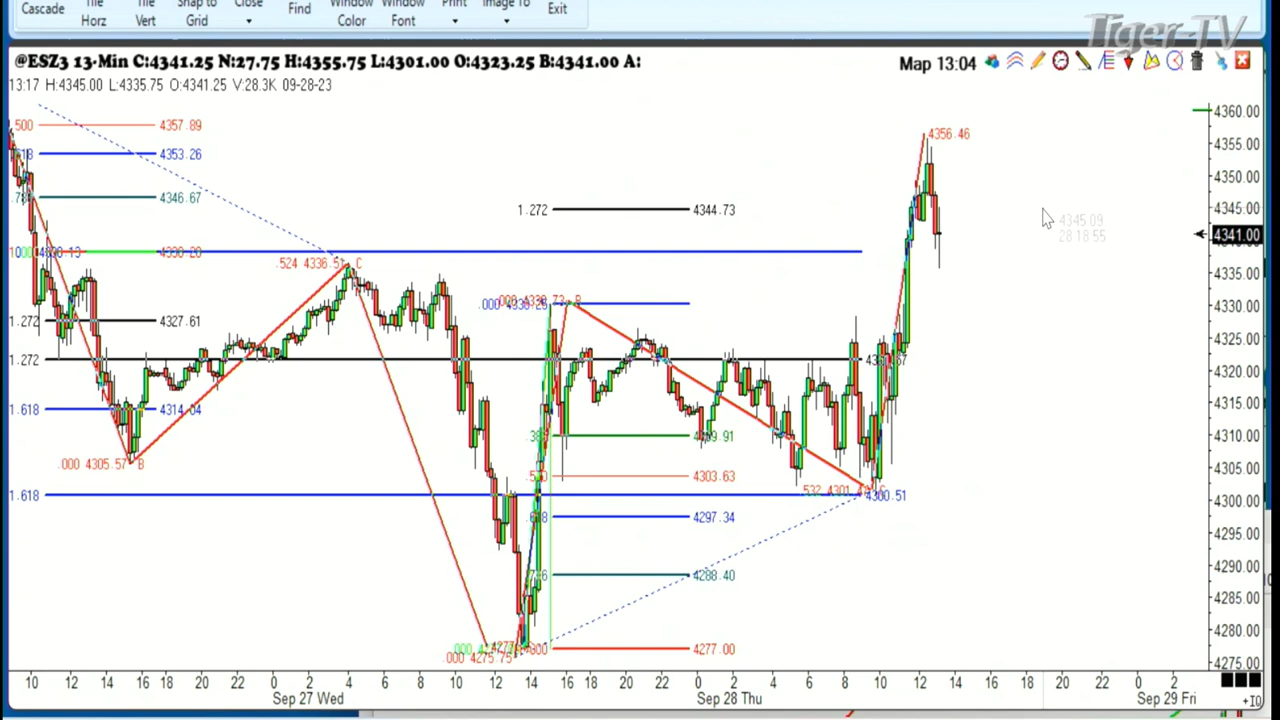 Cascade
Tile
Horz
Tile
Vert
Snap to
Grid
Close
Find
Window
Color
Window
Font
Print
Image To
Exit
Tiger-TV
@ESZ3 13-Min C:4341.25 N:27.75 H:4355.75 L:4301.00 O:4323.25 B:4341.00 A:
Map 13:04
13:17 H:4345.00 L:4335.75 O:4341.25 V:28.3K 09-28-23
.500 4357.89
4353.26
4346.67
1.272 4327.61
1.272
1.618 4314.04
.000 4305.57 B
1.618
.524 4336.51 C
1.272 4344.73
4303.63
4297.34
4288.40
4277.00
.000 4275.75
4300.51
4356.46
4345.09
28 18:55
4360.00
4355.00
4350.00
4345.00
4341.00
4335.00
4330.00
4325.00
4320.00
4315.00
4310.00
4305.00
4300.00
4295.00
4290.00
4285.00
4280.00
4275.00
10 12 14 16 18 20 22 0 2 4 6 8 10 12 14 16 18 20 22 0 2 4 6 8 10 12 14 16 18 20 22 0 2
Sep 27 Wed Sep 28 Thu Sep 29 Fri